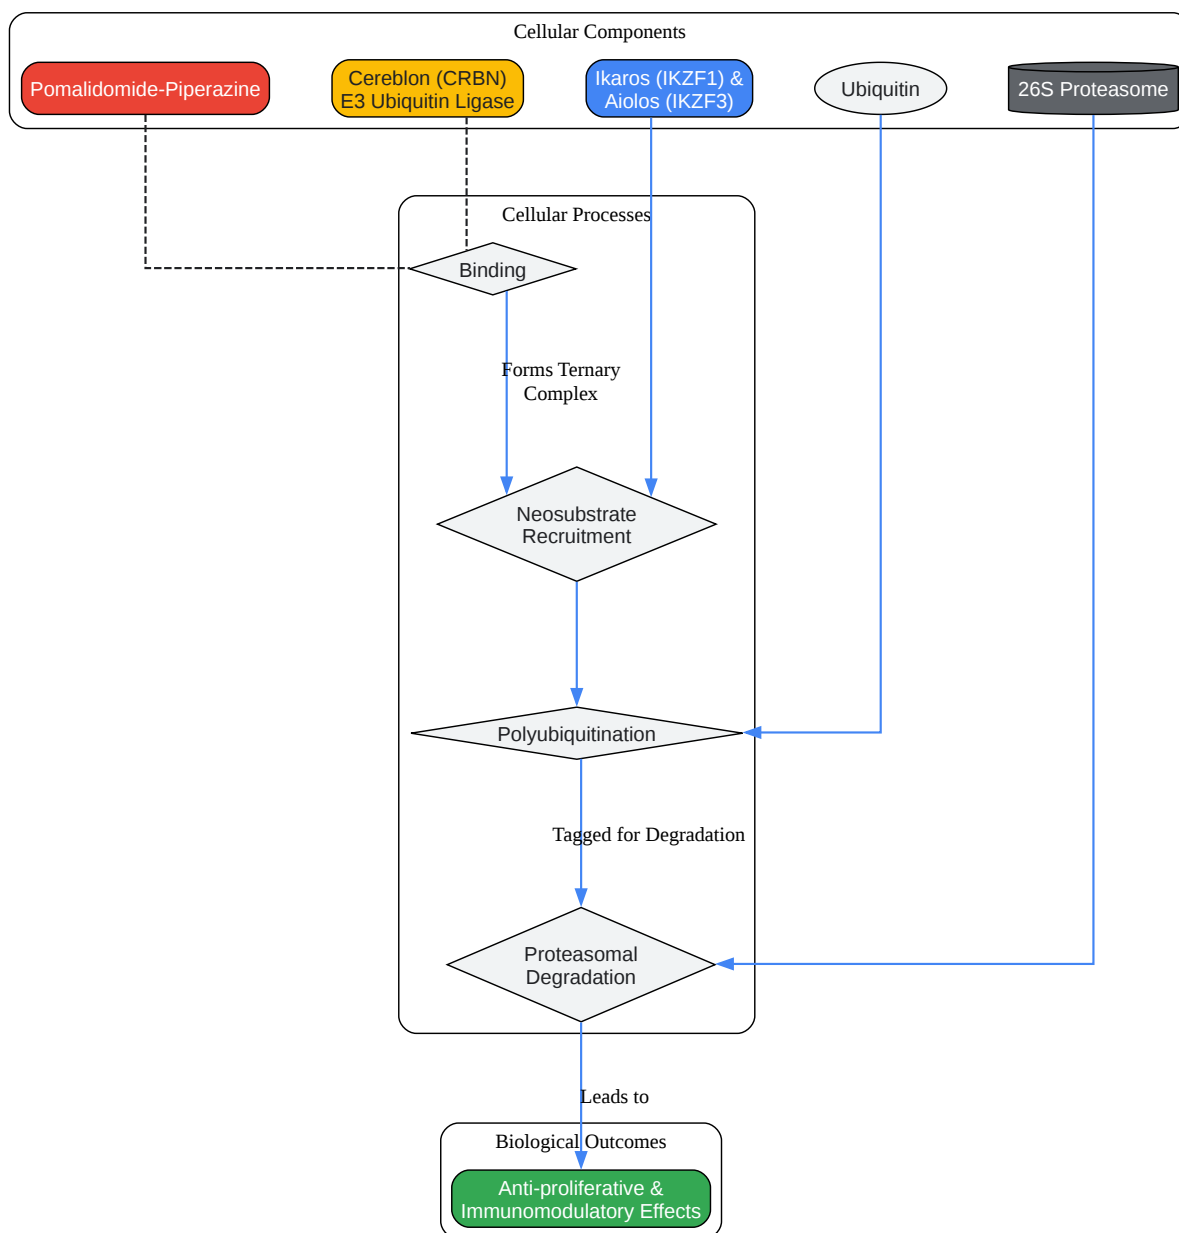 Cellular Components
Pomalidomide-Piperazine
Cereblon (CRBN)
E3 Ubiquitin Ligase
Ikaros (IKZF1) &
Aiolos (IKZF3)
Ubiquitin
26S Proteasome
Cellular Processes
Binding
Forms Ternary
Complex
Neosubstrate
Recruitment
Polyubiquitination
Tagged for Degradation
Proteasomal
Degradation
Leads to
Biological Outcomes
Anti-proliferative &
Immunomodulatory Effects